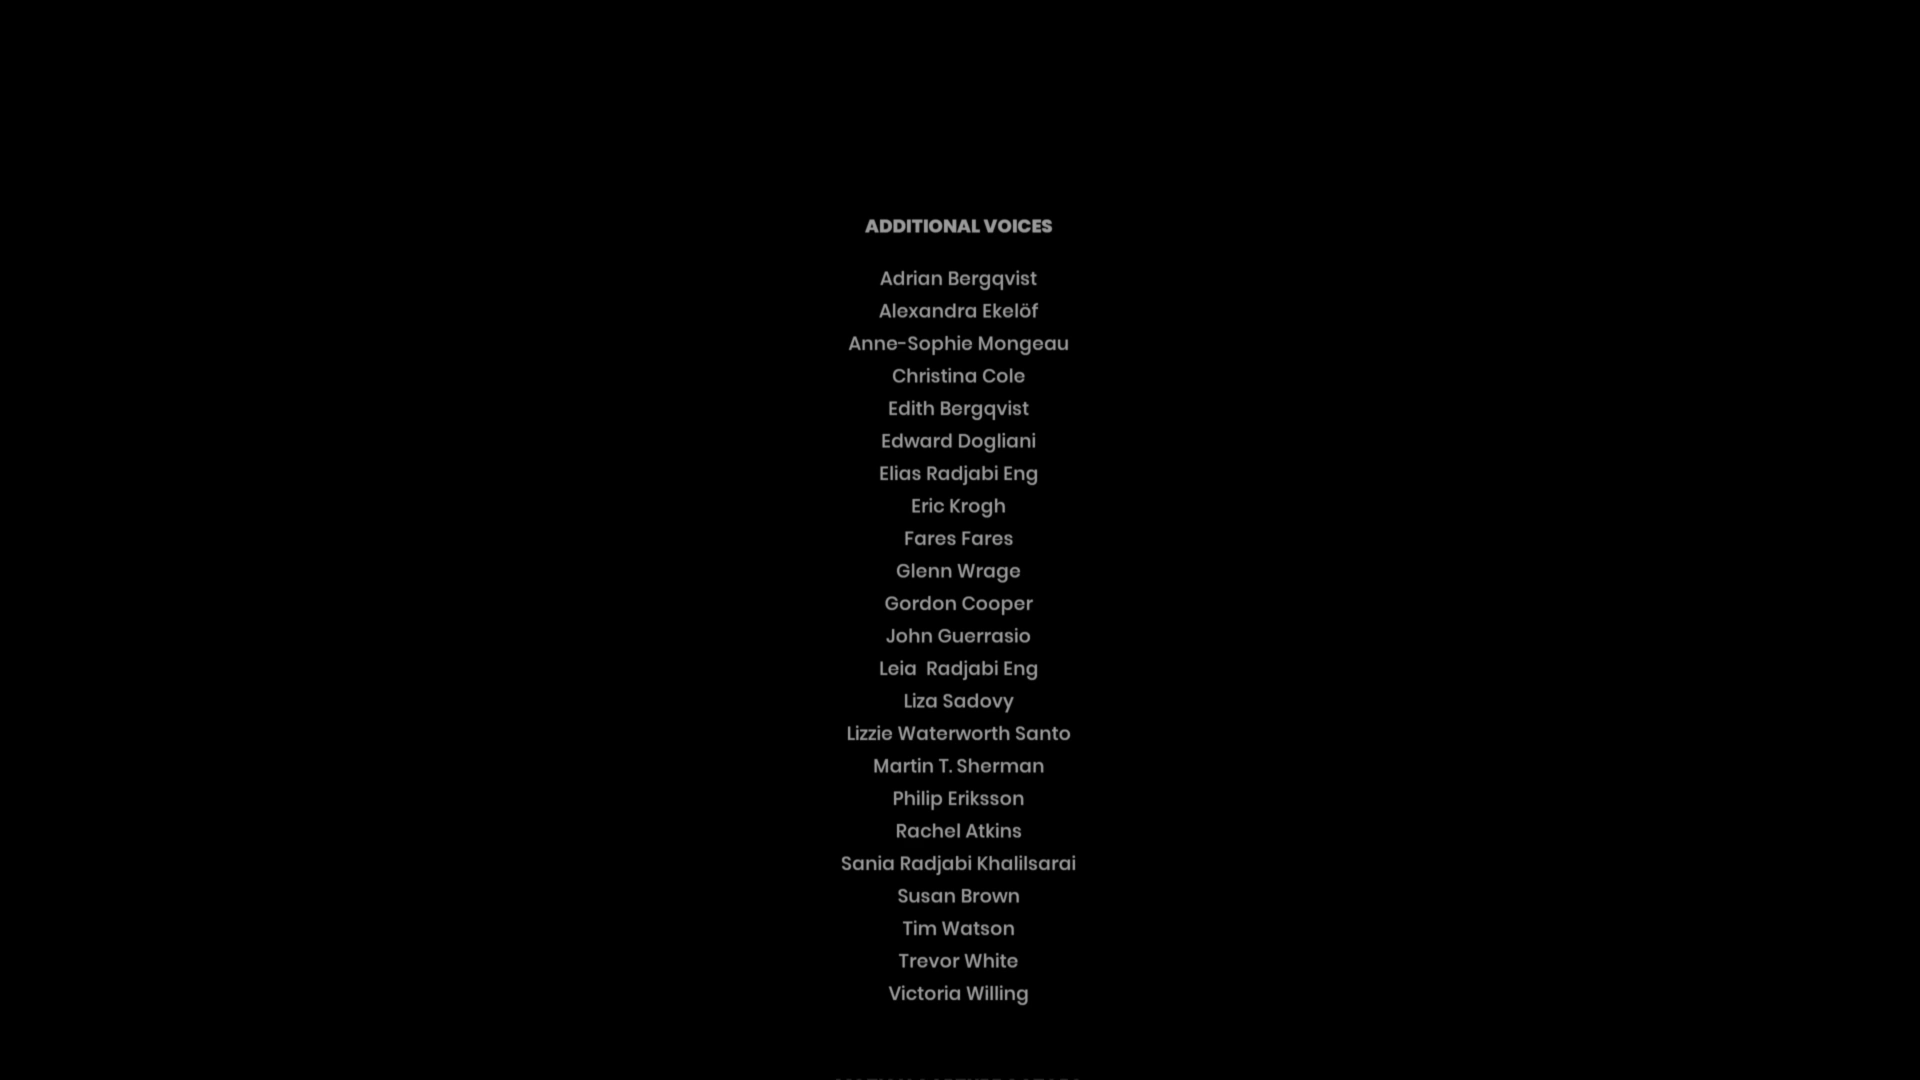 ADDITIONAL VOICES
Adrian Bergqvist
Alexandra Ekelöf
Anne-Sophie Mongeau
Christina Cole
Edith Bergqvist
Edward Dogliani
Elias Radjabi Eng
Eric Krogh
Fares Fares
Glenn Wrage
Gordon Cooper
John Guerrasio
Leia  Radjabi Eng
Liza Sadovy
Lizzie Waterworth Santo
Martin T. Sherman
Philip Eriksson
Rachel Atkins
Sania Radjabi Khalilsarai
Susan Brown
Tim Watson
Trevor White
Victoria Willing